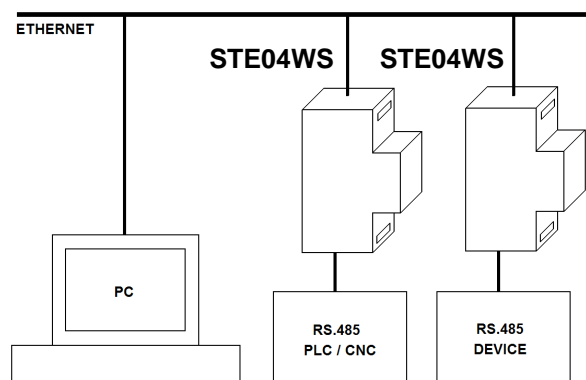 ETHERNET
STE04WS STE04WS
PC
RS.485
PLC / CNC
RS.485
DEVICE